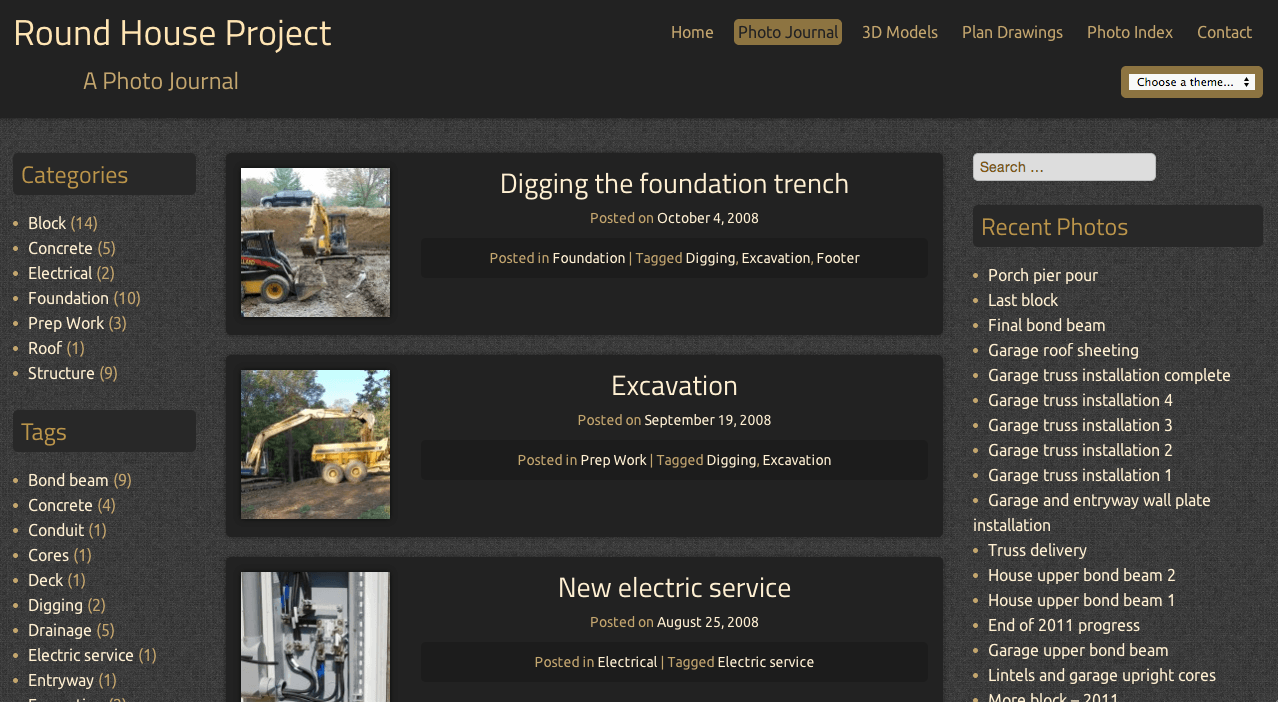 Round House Project
A Photo Journal
Home Photo Journal 3D Models Plan Drawings Photo Index Contact
Choose a theme...
Categories
Block (14)
Concrete (5)
Electrical (2)
Foundation (10)
Prep Work (3)
Roof (1)
Structure (9)
Tags
Bond beam (9)
Concrete (4)
Conduit (1)
Cores (1)
Deck (1)
Digging (2)
Drainage (5)
Electric service (1)
Entryway (1)
Digging the foundation trench
Posted on October 4, 2008
Posted in Foundation | Tagged Digging, Excavation, Footer
Excavation
Posted on September 19, 2008
Posted in Prep Work | Tagged Digging, Excavation
New electric service
Posted on August 25, 2008
Posted in Electrical | Tagged Electric service
Search ...
Recent Photos
Porch pier pour
Last block
Final bond beam
Garage roof sheeting
Garage truss installation complete
Garage truss installation 4
Garage truss installation 3
Garage truss installation 2
Garage truss installation 1
Garage and entryway wall plate
installation
Truss delivery
House upper bond beam 2
House upper bond beam 1
End of 2011 progress
Garage upper bond beam
Lintels and garage upright cores
More block – 2011